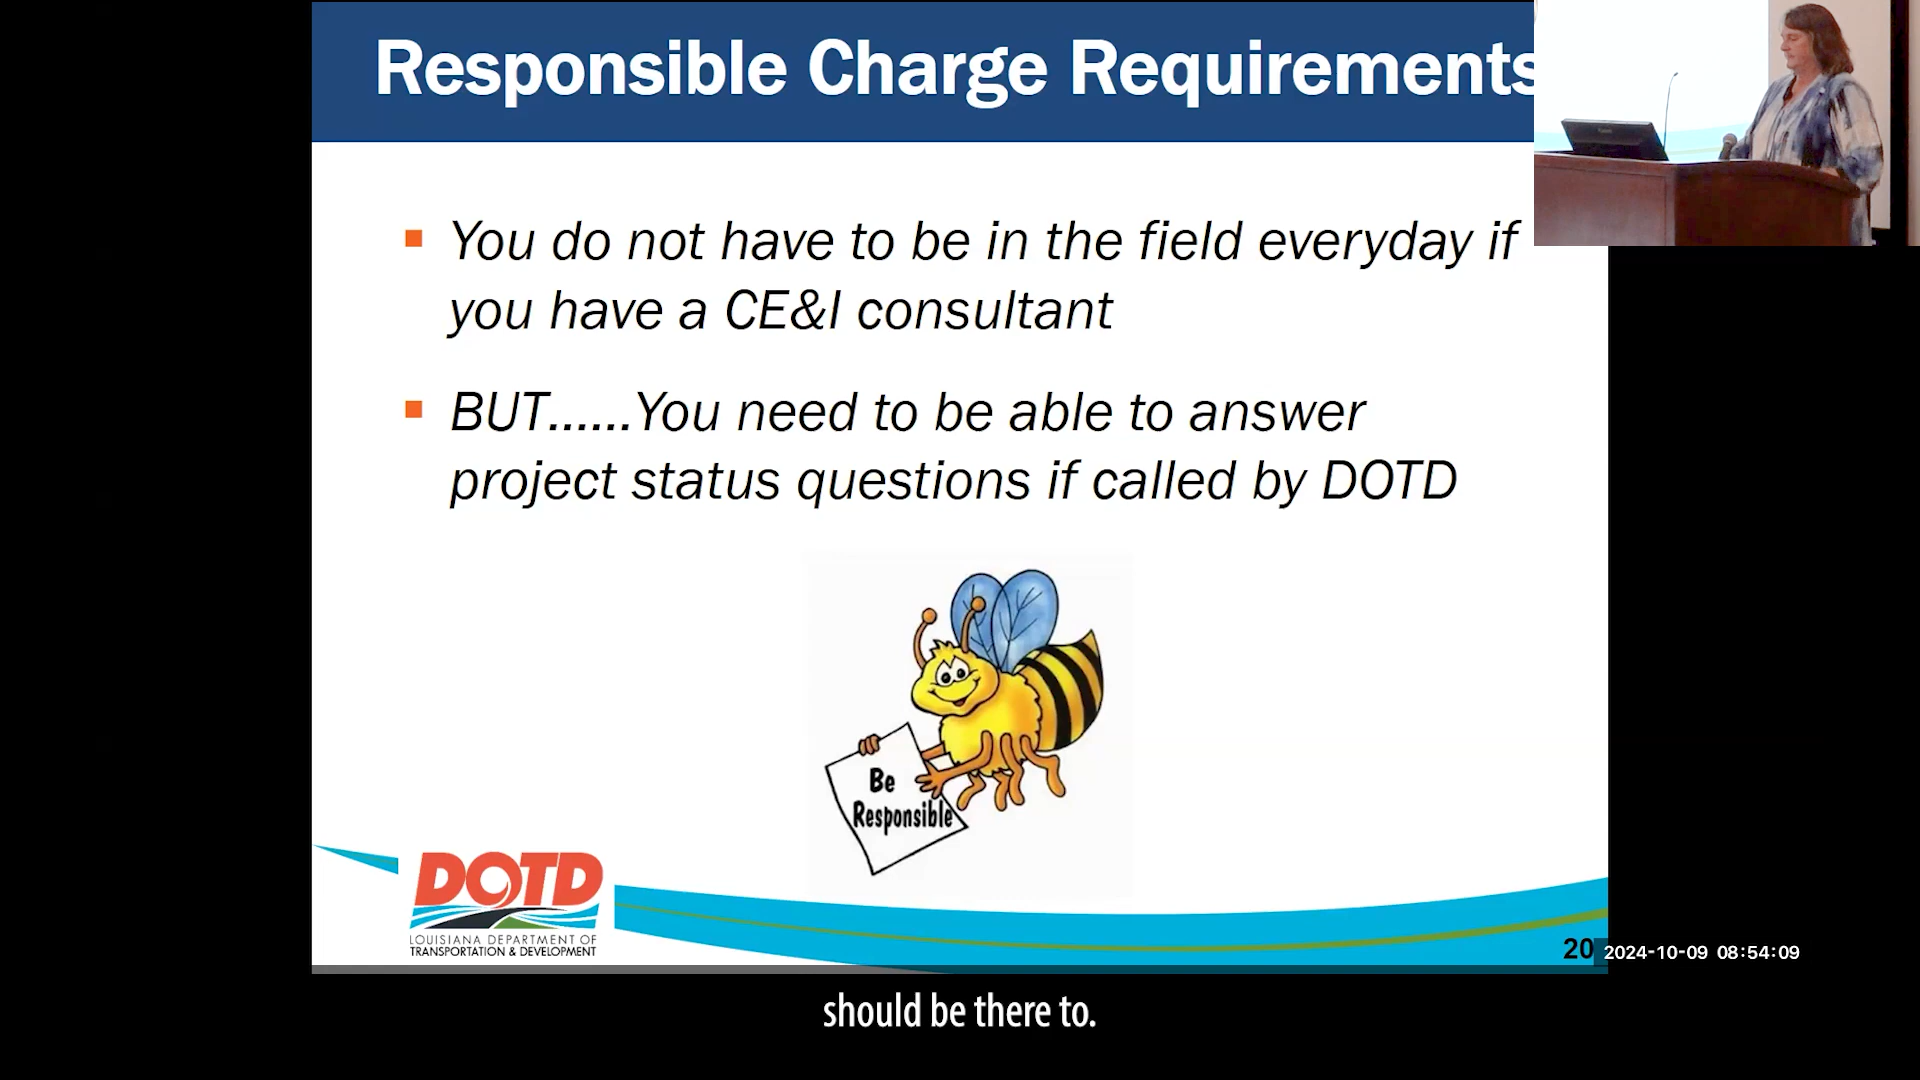 Responsible Charge Requirements
You do not have to be in the field everyday if
you have a CE&I consultant
BUT......You need to be able to answer
project status questions if called by DOTD
Be
Responsible
DOTD
LOUISIANA DEPARTMENT OF
TRANSPORTATION & DEVELOPMENT
20
2024-10-09 08:54:09
should be there to.